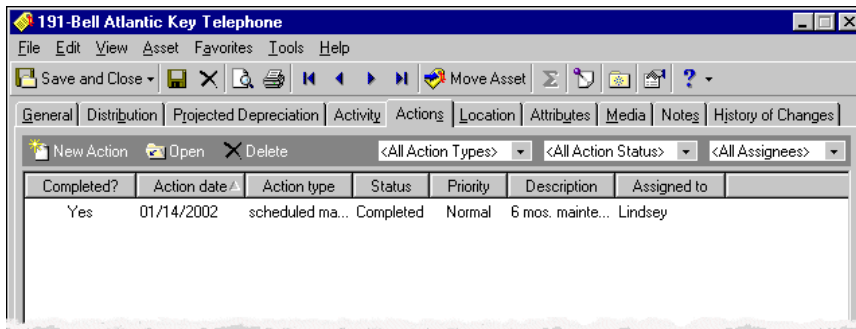 191-Bell Atlantic Key Telephone
File Edit View Asset Favorites Tools Help
Save and Close Move Asset Σ ?
General Distribution Projected Depreciation Activity Actions Location Attributes Media Notes History of Changes
New Action Open Delete <All Action Types> <All Action Status> <All Assignees>
Completed? Action date Action type Status Priority Description Assigned to
Yes 01/14/2002 scheduled ma... Completed Normal 6 mos. mainte... Lindsey